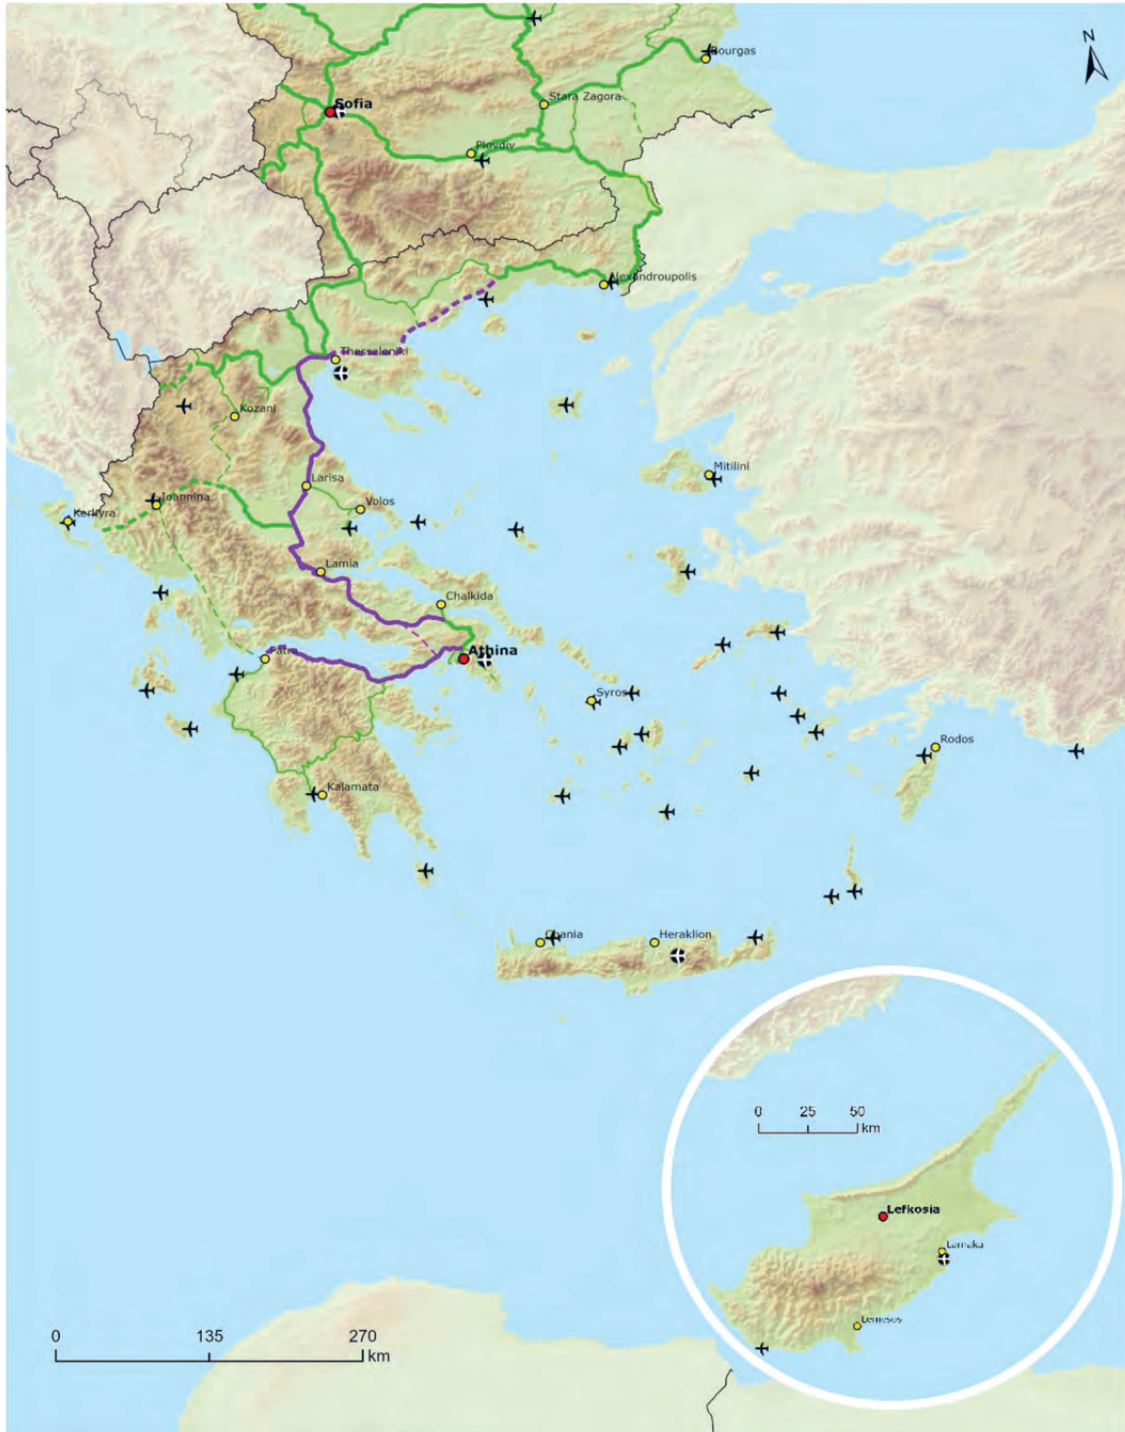 N
Bourgas
Stara Zagora
Sofia
Plovdiv
Alexandroupolis
Thessaloniki
Kozani
Mitilini
Larisa
Ioannina
Volos
Kerkyra
Lamia
Chalkida
Patra
Athina
Syros
Rodos
Kalamata
Chania
Heraklion
0 25 50
km
Lefkosia
Larnaka
Lemesos
0 135 270
km